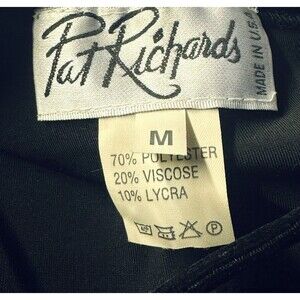 Pat Richards
MADE IN U.S.A.
M
70% POLYESTER
20% VISCOSE
10% LYCRA